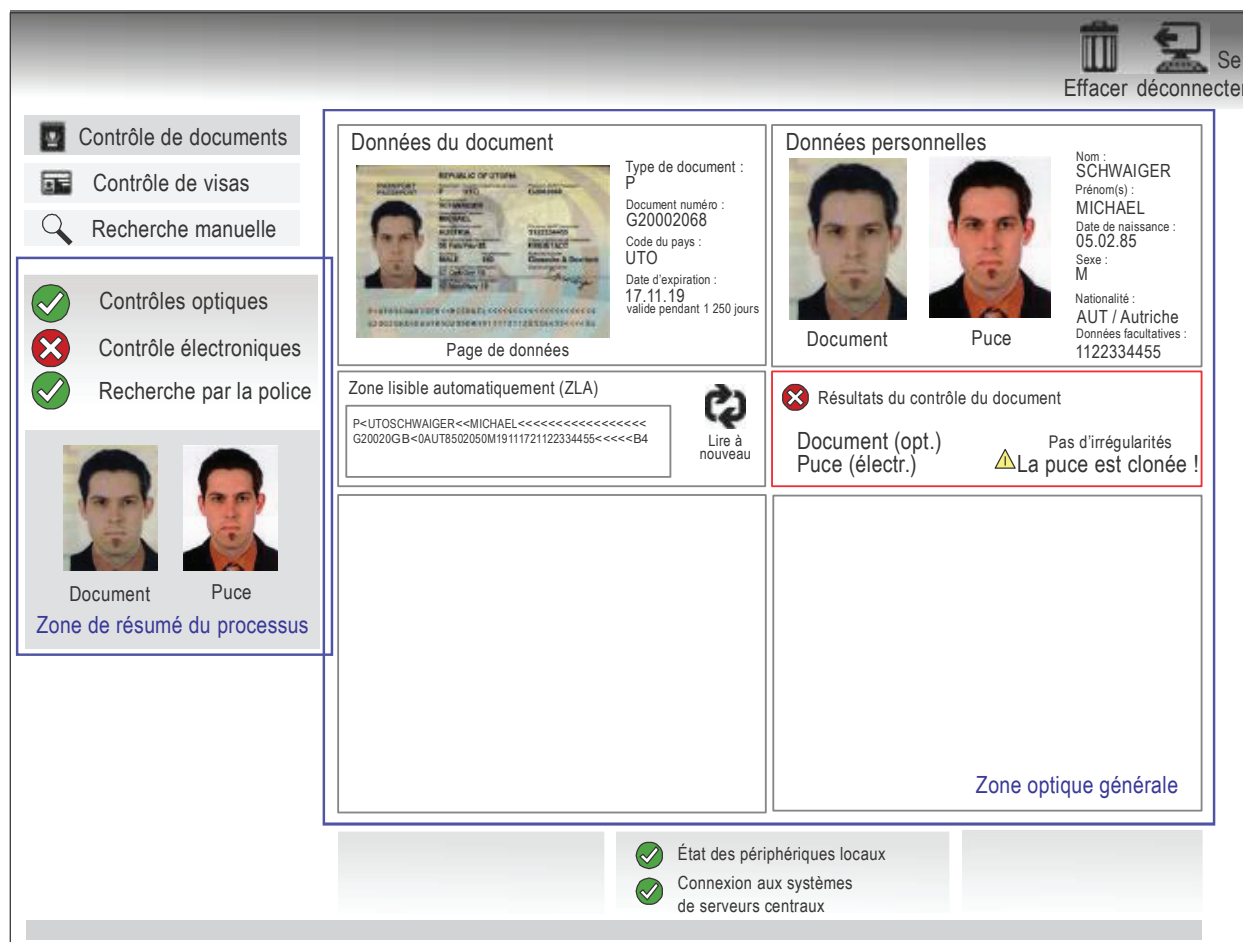 Se
Effacer déconnecter
Contrôle de documents
Contrôle de visas
Recherche manuelle
Contrôles optiques
Contrôle électroniques
Recherche par la police
Document Puce
Zone de résumé du processus
Données du document
REPUBLIC OF UTOPIA
Page de données
Type de document :
P
Document numéro :
G20002068
Code du pays :
UTO
Date d'expiration :
17.11.19
valide pendant 1 250 jours
Données personnelles
Document Puce
Nom :
SCHWAIGER
Prénom(s) :
MICHAEL
Date de naissance :
05.02.85
Sexe :
M
Nationalité :
AUT / Autriche
Données facultatives :
1122334455
Zone lisible automatiquement (ZLA)
P<UTOSCHWAIGER<<MICHAEL<<<<<<<<<<<<<<<<<<
G20020GB<0AUT8502050M19111721122334455<<<<<B4
Lire à
nouveau
Résultats du contrôle du document
Document (opt.) Pas d'irrégularités
Puce (électr.) La puce est clonée !
Zone optique générale
État des périphériques locaux
Connexion aux systèmes
de serveurs centraux